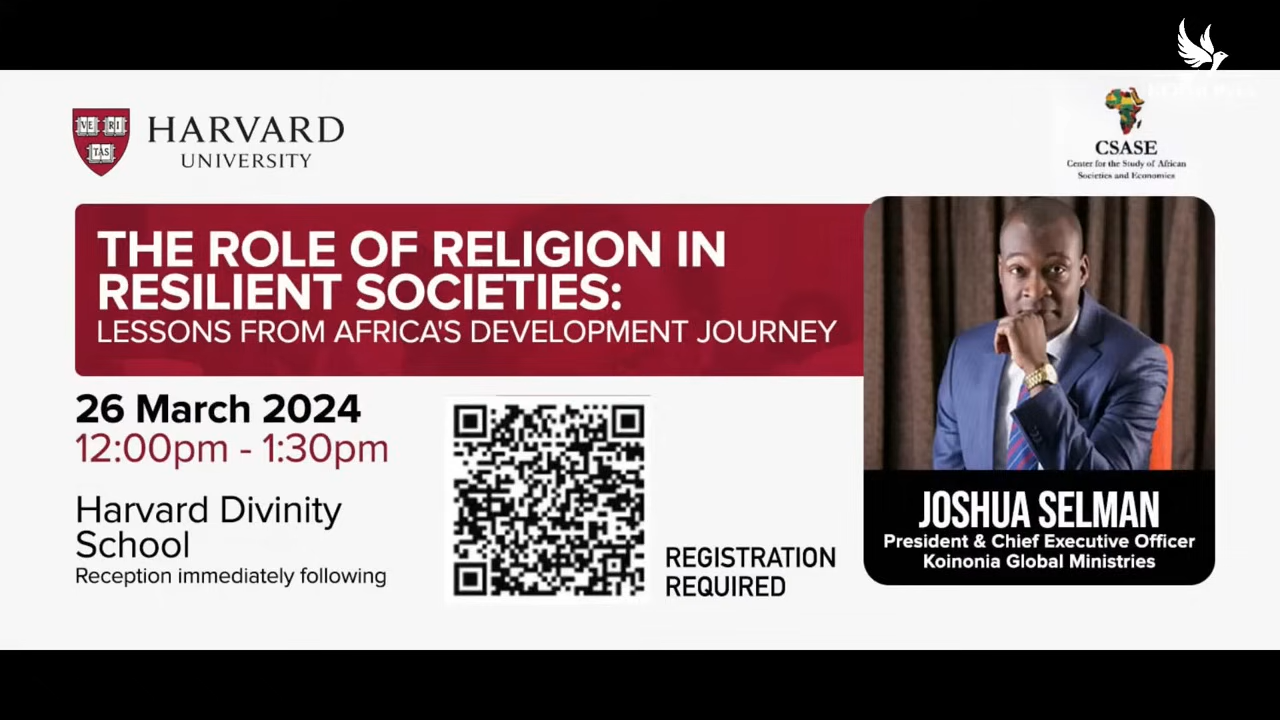 VE RI
TAS
HARVARD
UNIVERSITY
CSASE
Center for the Study of African
Societies and Economics
THE ROLE OF RELIGION IN
RESILIENT SOCIETIES:
LESSONS FROM AFRICA'S DEVELOPMENT JOURNEY
26 March 2024
12:00pm - 1:30pm
Harvard Divinity
School
Reception immediately following
REGISTRATION
REQUIRED
JOSHUA SELMAN
President & Chief Executive Officer
Koinonia Global Ministries